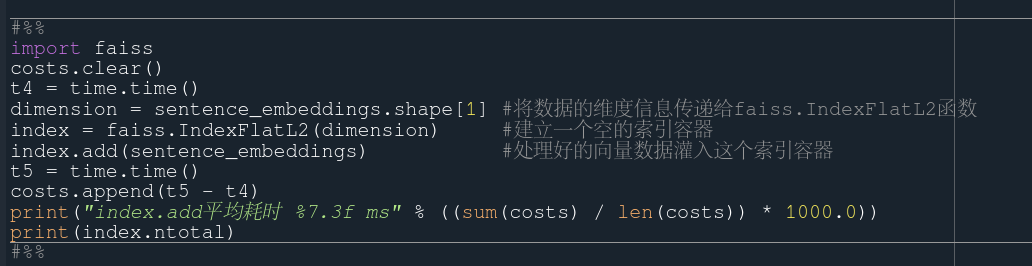 #%%
import faiss
costs.clear()
t4 = time.time()
dimension = sentence_embeddings.shape[1] #将数据的维度信息传递给faiss.IndexFlatL2函数
index = faiss.IndexFlatL2(dimension)     #建立一个空的索引容器
index.add(sentence_embeddings)           #处理好的向量数据灌入这个索引容器
t5 = time.time()
costs.append(t5 - t4)
print("index.add平均耗时 %7.3f ms" % ((sum(costs) / len(costs)) * 1000.0))
print(index.ntotal)
#%%